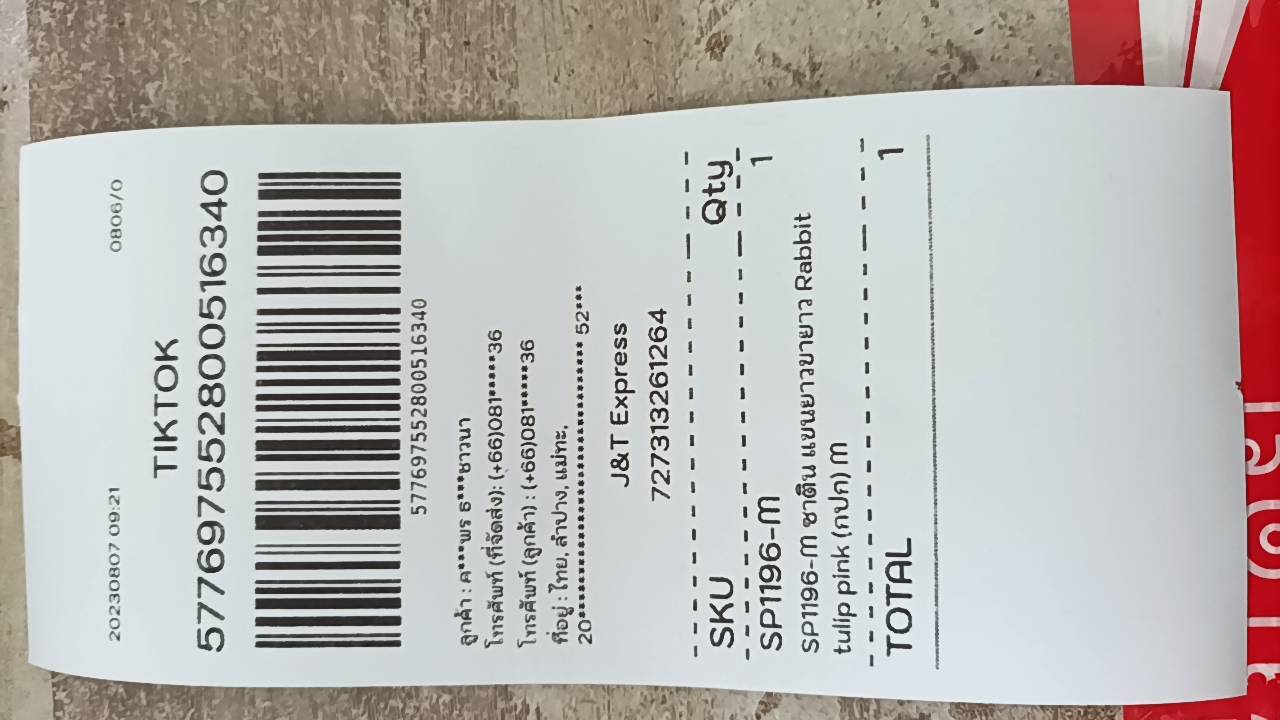 20230807 09:21 0806/0
TIKTOK
577697552800516340
577697552800516340
ลูกค้า : ค***พร ธ***ชาวนา
โทรศัพท์ (ที่จัดส่ง): (+66)081*****36
โทรศัพท์ (ลูกค้า) : (+66)081*****36
ที่อยู่ : ไทย, ลำปาง, แม่ทะ,
20****************************** 52***
J&T Express
727313261264
SKU Qty
SP1196-M 1
SP1196-M ซาติน แขนยาวขายาว Rabbit
tulip pink (กปก) M
TOTAL 1